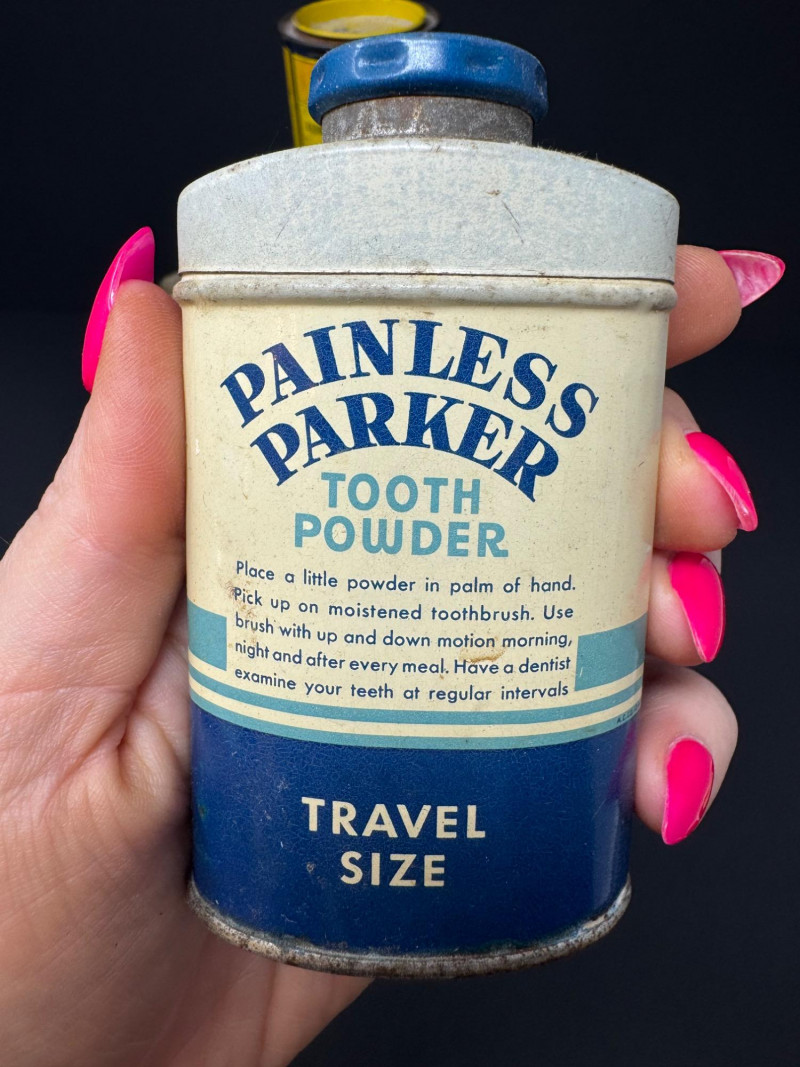 PAINLESS
PARKER
TOOTH
POWDER
Place a little powder in palm of hand.
Pick up on moistened toothbrush. Use
brush with up and down motion morning,
night and after every meal. Have a dentist
examine your teeth at regular intervals
TRAVEL
SIZE